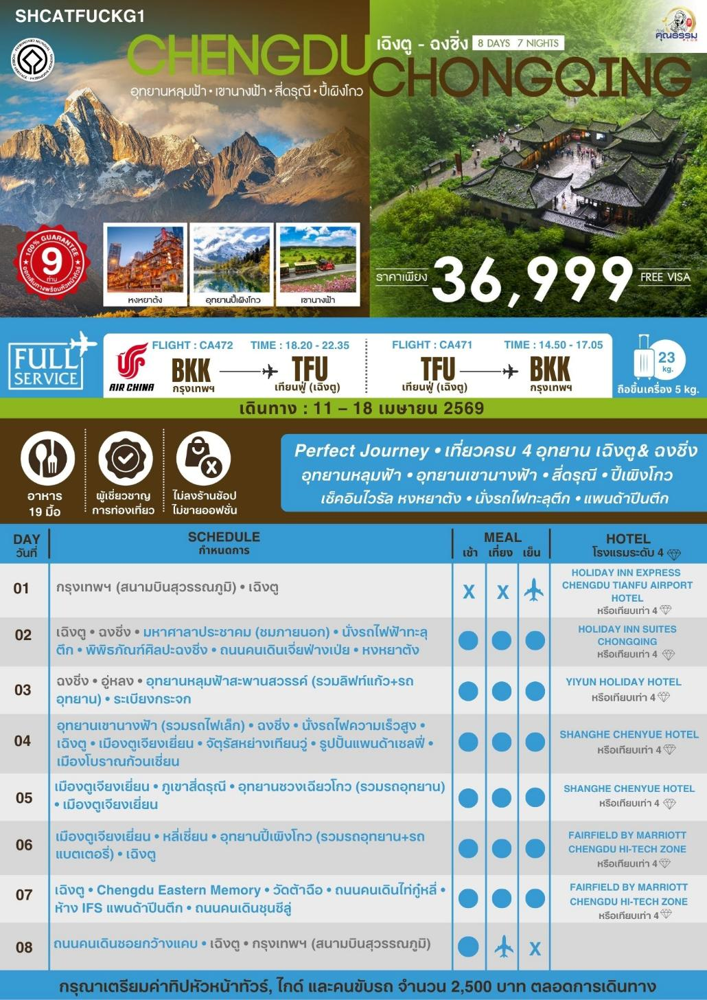 SHCATFUCKG1
ทัวร์
คุณธรรม
PLUS
CHENGDU
เฉิงตู - ฉงชิ่ง 8 DAYS 7 NIGHTS
CHONGQING
อุทยานหลุมฟ้า • เขานางฟ้า • สี่ดรุณี • ปี้เผิงโกว
WORLD HERITAGE • PATRIMOINE MONDIAL
100% GUARANTEE
9
ท่าน
ออกเดินทางพร้อมหัวหน้าทัวร์
หงหยาต้ง
อุทยานปี้เผิงโกว
เขานางฟ้า
ราคาเพียง 36,999 FREE VISA
FULL
SERVICE
AIR CHINA
FLIGHT : CA472 TIME : 18.20 - 22.35
BKK TFU
กรุงเทพฯ เทียนฟู่ (เฉิงตู)
FLIGHT : CA471 TIME : 14.50 - 17.05
TFU BKK
เทียนฟู่ (เฉิงตู) กรุงเทพฯ
23
kg.
ถือขึ้นเครื่อง 5 kg.
เดินทาง : 11 – 18 เมษายน 2569
อาหาร
19 มื้อ
ผู้เชี่ยวชาญ
การท่องเที่ยว
ไม่ลงร้านช้อป
ไม่ขายออฟชั่น
Perfect Journey • เที่ยวครบ 4 อุทยาน เฉิงตู& ฉงชิ่ง
อุทยานหลุมฟ้า • อุทยานเขานางฟ้า • สี่ดรุณี • ปี้เผิงโกว
เช็คอินไวรัล หงหยาต้ง • นั่งรถไฟทะลุตึก • แพนด้าปีนตึก
DAY
วันที่
SCHEDULE
กำหนดการ
MEAL
เช้า เที่ยง เย็น
HOTEL
โรงแรมระดับ 4
01
กรุงเทพฯ (สนามบินสุวรรณภูมิ) • เฉิงตู
X X
HOLIDAY INN EXPRESS
CHENGDU TIANFU AIRPORT
HOTEL
หรือเทียบเท่า 4
02
เฉิงตู • ฉงชิ่ง • มหาศาลาประชาคม (ชมภายนอก) • นั่งรถไฟฟ้าทะลุ
ตึก • พิพิธภัณฑ์ศิลปะฉงชิ่ง • ถนนคนเดินเจี่ยฟ่างเป่ย • หงหยาต้ง
HOLIDAY INN SUITES
CHONGQING
หรือเทียบเท่า 4
03
ฉงชิ่ง • อู่หลง • อุทยานหลุมฟ้าสะพานสวรรค์ (รวมลิฟท์แก้ว+รถ
อุทยาน) • ระเบียงกระจก
YIYUN HOLIDAY HOTEL
หรือเทียบเท่า 4
04
อุทยานเขานางฟ้า (รวมรถไฟเล็ก) • ฉงชิ่ง • นั่งรถไฟความเร็วสูง •
เฉิงตู • เมืองตูเจียงเยี่ยน • จัตุรัสหย่างเทียนวู่ • รูปปั้นแพนด้าเซลฟี่ •
เมืองโบราณก้วนเซี่ยน
SHANGHE CHENYUE HOTEL
หรือเทียบเท่า 4
05
เมืองตูเจียงเยี่ยน • ภูเขาสี่ดรุณี • อุทยานชวงเฉียวโกว (รวมรถอุทยาน)
• เมืองตูเจียงเยี่ยน
SHANGHE CHENYUE HOTEL
หรือเทียบเท่า 4
06
เมืองตูเจียงเยี่ยน • หลี่เซี่ยน • อุทยานปี้เผิงโกว (รวมรถอุทยาน+รถ
แบตเตอรี่) • เฉิงตู
FAIRFIELD BY MARRIOTT
CHENGDU HI-TECH ZONE
หรือเทียบเท่า 4
07
เฉิงตู • Chengdu Eastern Memory • วัดต้าฉือ • ถนนคนเดินไท่กู๋หลี่ •
ห้าง IFS แพนด้าปีนตึก • ถนนคนเดินชุนซีลู่
FAIRFIELD BY MARRIOTT
CHENGDU HI-TECH ZONE
หรือเทียบเท่า 4
08
ถนนคนเดินซอยกว้างแคบ • เฉิงตู • กรุงเทพฯ (สนามบินสุวรรณภูมิ)
X
กรุณาเตรียมค่าทิปหัวหน้าทัวร์, ไกด์ และคนขับรถ จำนวน 2,500 บาท ตลอดการเดินทาง